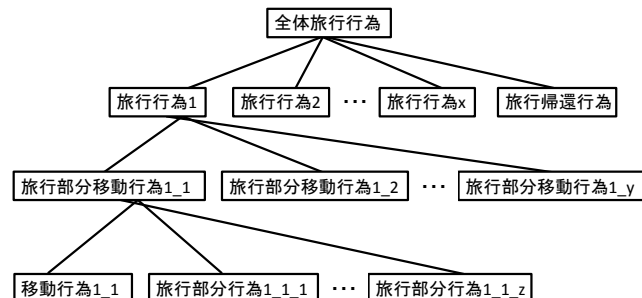 全体旅行行為
旅行行為1 旅行行為2 ・・・ 旅行行為x 旅行帰還行為
旅行部分移動行為1_1 旅行部分移動行為1_2 ・・・ 旅行部分移動行為1_y
移動行為1_1 旅行部分行為1_1_1 ・・・ 旅行部分行為1_1_z